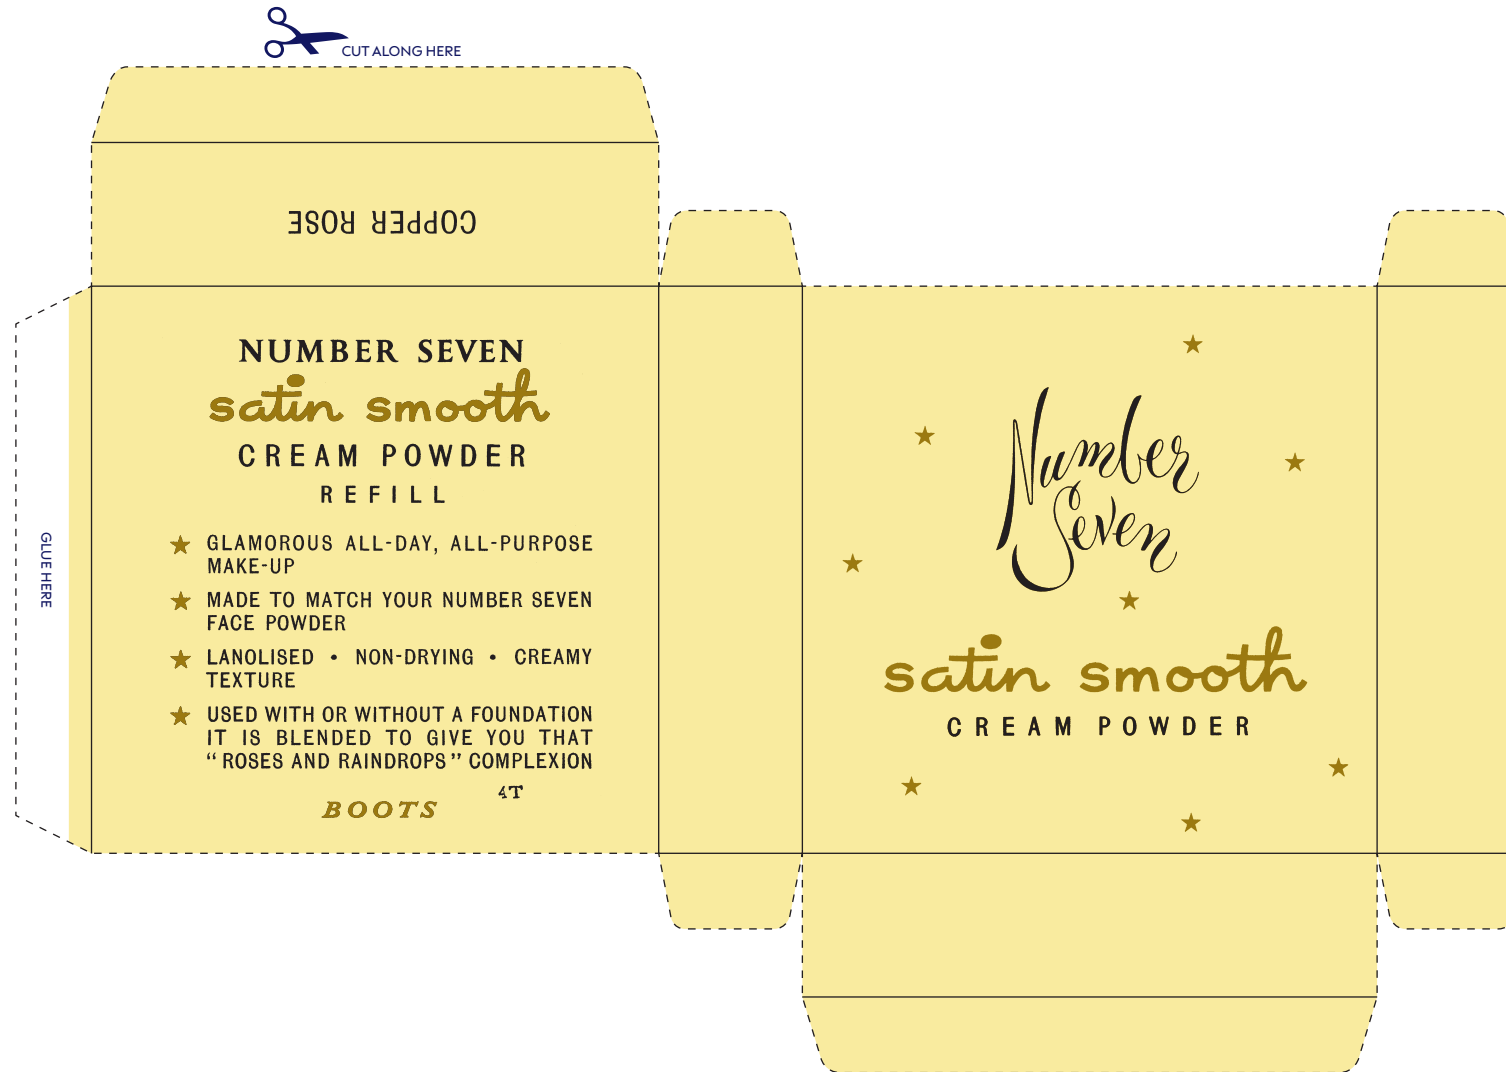 CUT ALONG HERE
COPPER ROSE
GLUE HERE
NUMBER SEVEN
satin smooth
CREAM POWDER
REFILL
GLAMOROUS ALL-DAY, ALL-PURPOSE
MAKE-UP
MADE TO MATCH YOUR NUMBER SEVEN
FACE POWDER
LANOLISED • NON-DRYING • CREAMY
TEXTURE
USED WITH OR WITHOUT A FOUNDATION
IT IS BLENDED TO GIVE YOU THAT
“ROSES AND RAINDROPS” COMPLEXION
4T
BOOTS
Number
Seven
satin smooth
CREAM POWDER